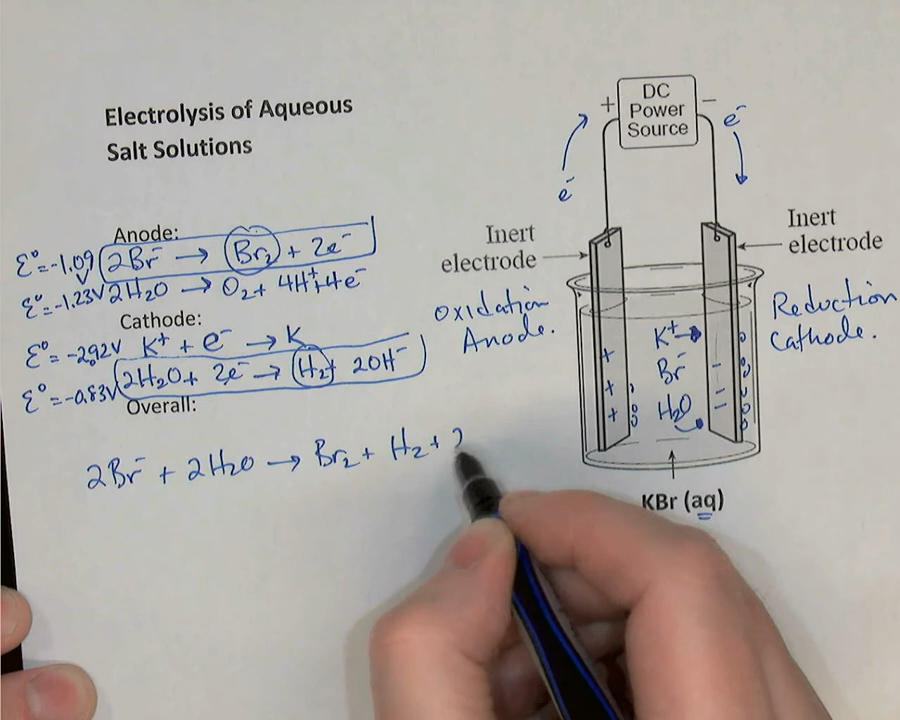 Electrolysis of Aqueous
Salt Solutions
Anode:
ℰ°=-1.09 2Br⁻ → Br₂ + 2e⁻
ℰ°=-1.23V 2H₂O → O₂ + 4H⁺ + 4e⁻
Cathode:
ℰ°=-2.92V K⁺ + e⁻ → K
ℰ°=-0.83V 2H₂O + 2e⁻ → H₂ + 2OH⁻
Overall:
2Br⁻ + 2H₂O → Br₂ + H₂ + 2
+
DC
Power
Source
−
e⁻
e⁻
Inert
electrode
Inert
electrode
Oxidation
Anode.
Reduction
Cathode.
K⁺
Br⁻
H₂O
+
+
+
−
−
−
KBr (aq)